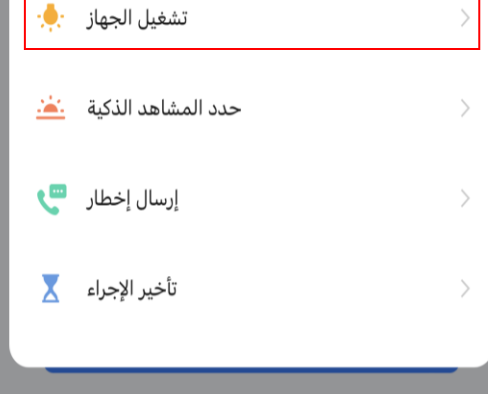 تشغيل الجهاز
حدد المشاهد الذكية
إرسال إخطار
تأخير الإجراء